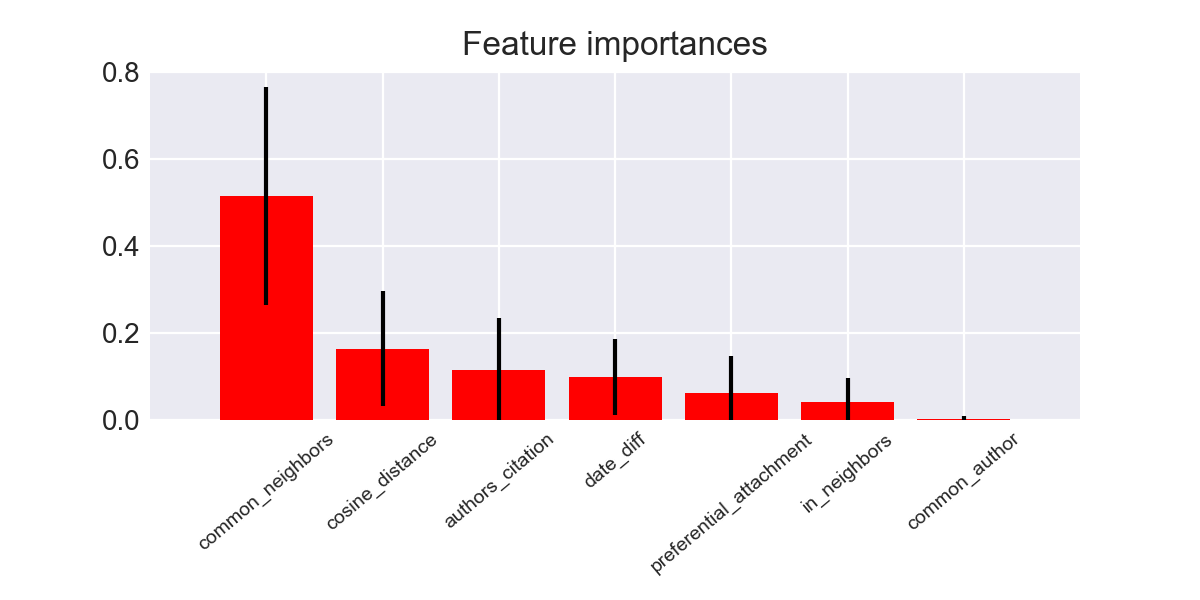 Feature importances
0.8
0.6
0.4
0.2
0.0
common_neighbors
cosine_distance
authors_citation
date_diff
preferential_attachment
in_neighbors
common_author